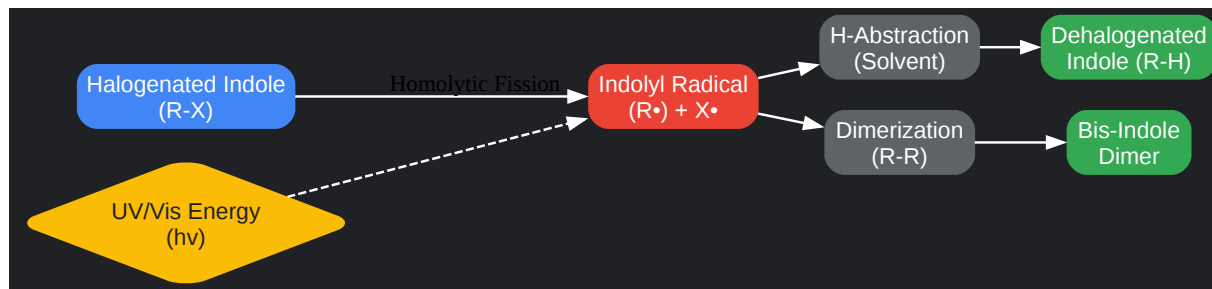 Halogenated Indole
(R-X)
Homolytic Fission
UV/Vis Energy
(hv)
Indolyl Radical
(R•) + X•
H-Abstraction
(Solvent)
Dehalogenated
Indole (R-H)
Dimerization
(R-R)
Bis-Indole
Dimer